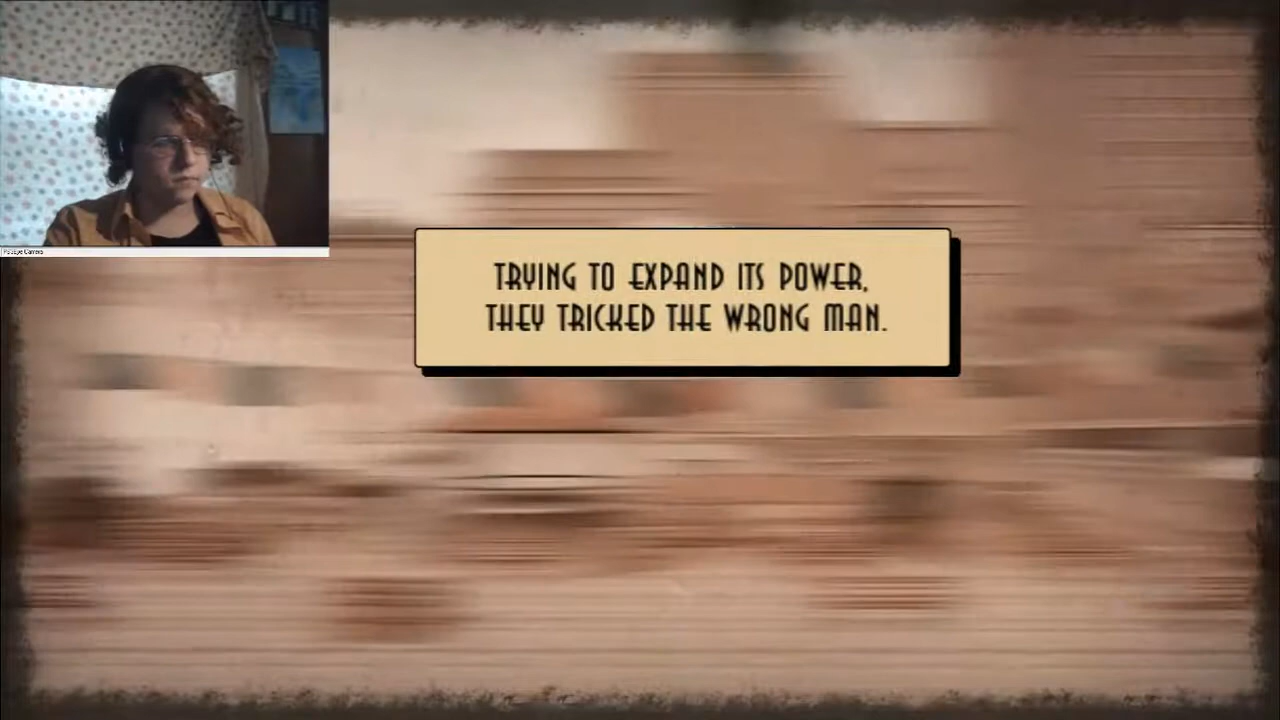 TRYING TO EXPAND ITS POWER,
THEY TRICKED THE WRONG MAN.